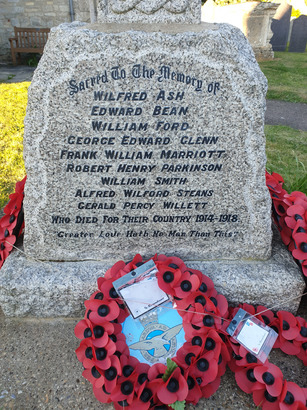 Sacred To The Memory of
WILFRED ASH
EDWARD BEAN
WILLIAM FORD
GEORGE EDWARD GLENN
FRANK WILLIAM MARRIOTT.
ROBERT HENRY PARKINSON
WILLIAM SMITH
ALFRED WILFORD STEANS
GERALD PERCY WILLETT
WHO DIED FOR THEIR COUNTRY 1914-1918.
Greater Love Hath No Man Than This."